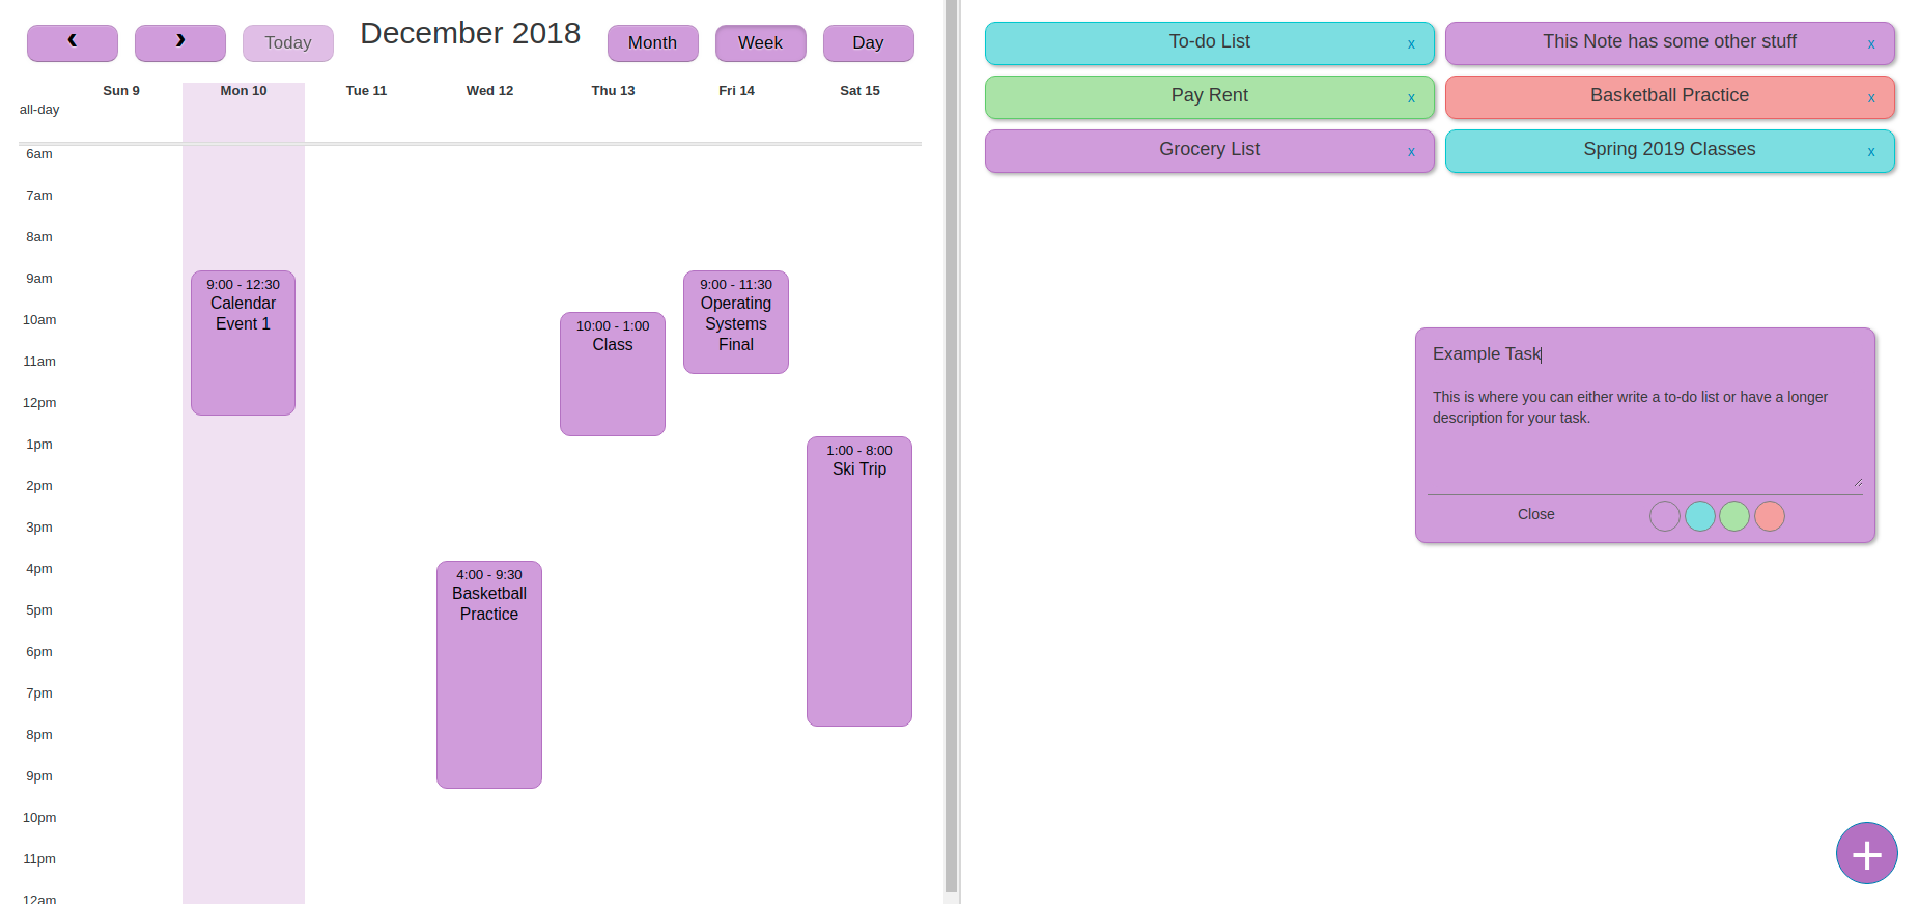 ‹ › Today December 2018 Month Week Day
Sun 9 Mon 10 Tue 11 Wed 12 Thu 13 Fri 14 Sat 15
all-day
6am
7am
8am
9am
10am
11am
12pm
1pm
2pm
3pm
4pm
5pm
6pm
7pm
8pm
9pm
10pm
11pm
12am
9:00 - 12:30
Calendar
Event 1
4:00 - 9:30
Basketball
Practice
10:00 - 1:00
Class
9:00 - 11:30
Operating
Systems
Final
1:00 - 8:00
Ski Trip
To-do List x
This Note has some other stuff x
Pay Rent x
Basketball Practice x
Grocery List x
Spring 2019 Classes x
Example Task
This is where you can either write a to-do list or have a longer
description for your task.
Close
+